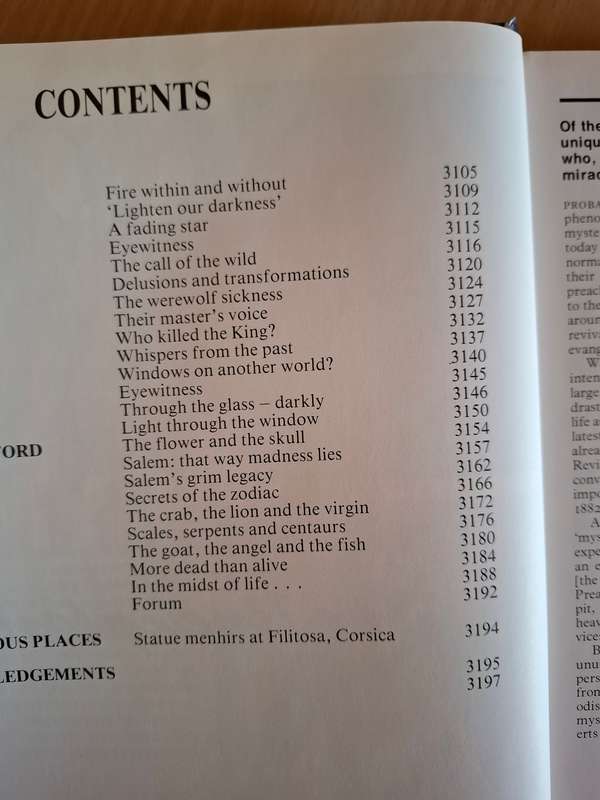 CONTENTS
Fire within and without 3105
‘Lighten our darkness’ 3109
A fading star 3112
Eyewitness 3115
The call of the wild 3116
Delusions and transformations 3120
The werewolf sickness 3124
Their master's voice 3127
Who killed the King? 3132
Whispers from the past 3137
Windows on another world? 3140
Eyewitness 3145
Through the glass – darkly 3146
Light through the window 3150
The flower and the skull 3154
ORD Salem: that way madness lies 3157
Salem's grim legacy 3162
Secrets of the zodiac 3166
The crab, the lion and the virgin 3172
Scales, serpents and centaurs 3176
The goat, the angel and the fish 3180
More dead than alive 3184
In the midst of life . . . 3188
Forum 3192
OUS PLACES Statue menhirs at Filitosa, Corsica 3194
LEDGEMENTS 3195
3197
Of the
uniqu
who,
mirac
PROBA
pheno
myste
today
norma
their
preach
to the
aroun
reviva
evang
W
inten
large
drast
life a
latest
alrea
Revi
conv
impo
1882
A
‘mys
expe
an e
[the
Prea
pit,
heav
vice
B
unu
pers
from
odis
mys
erts